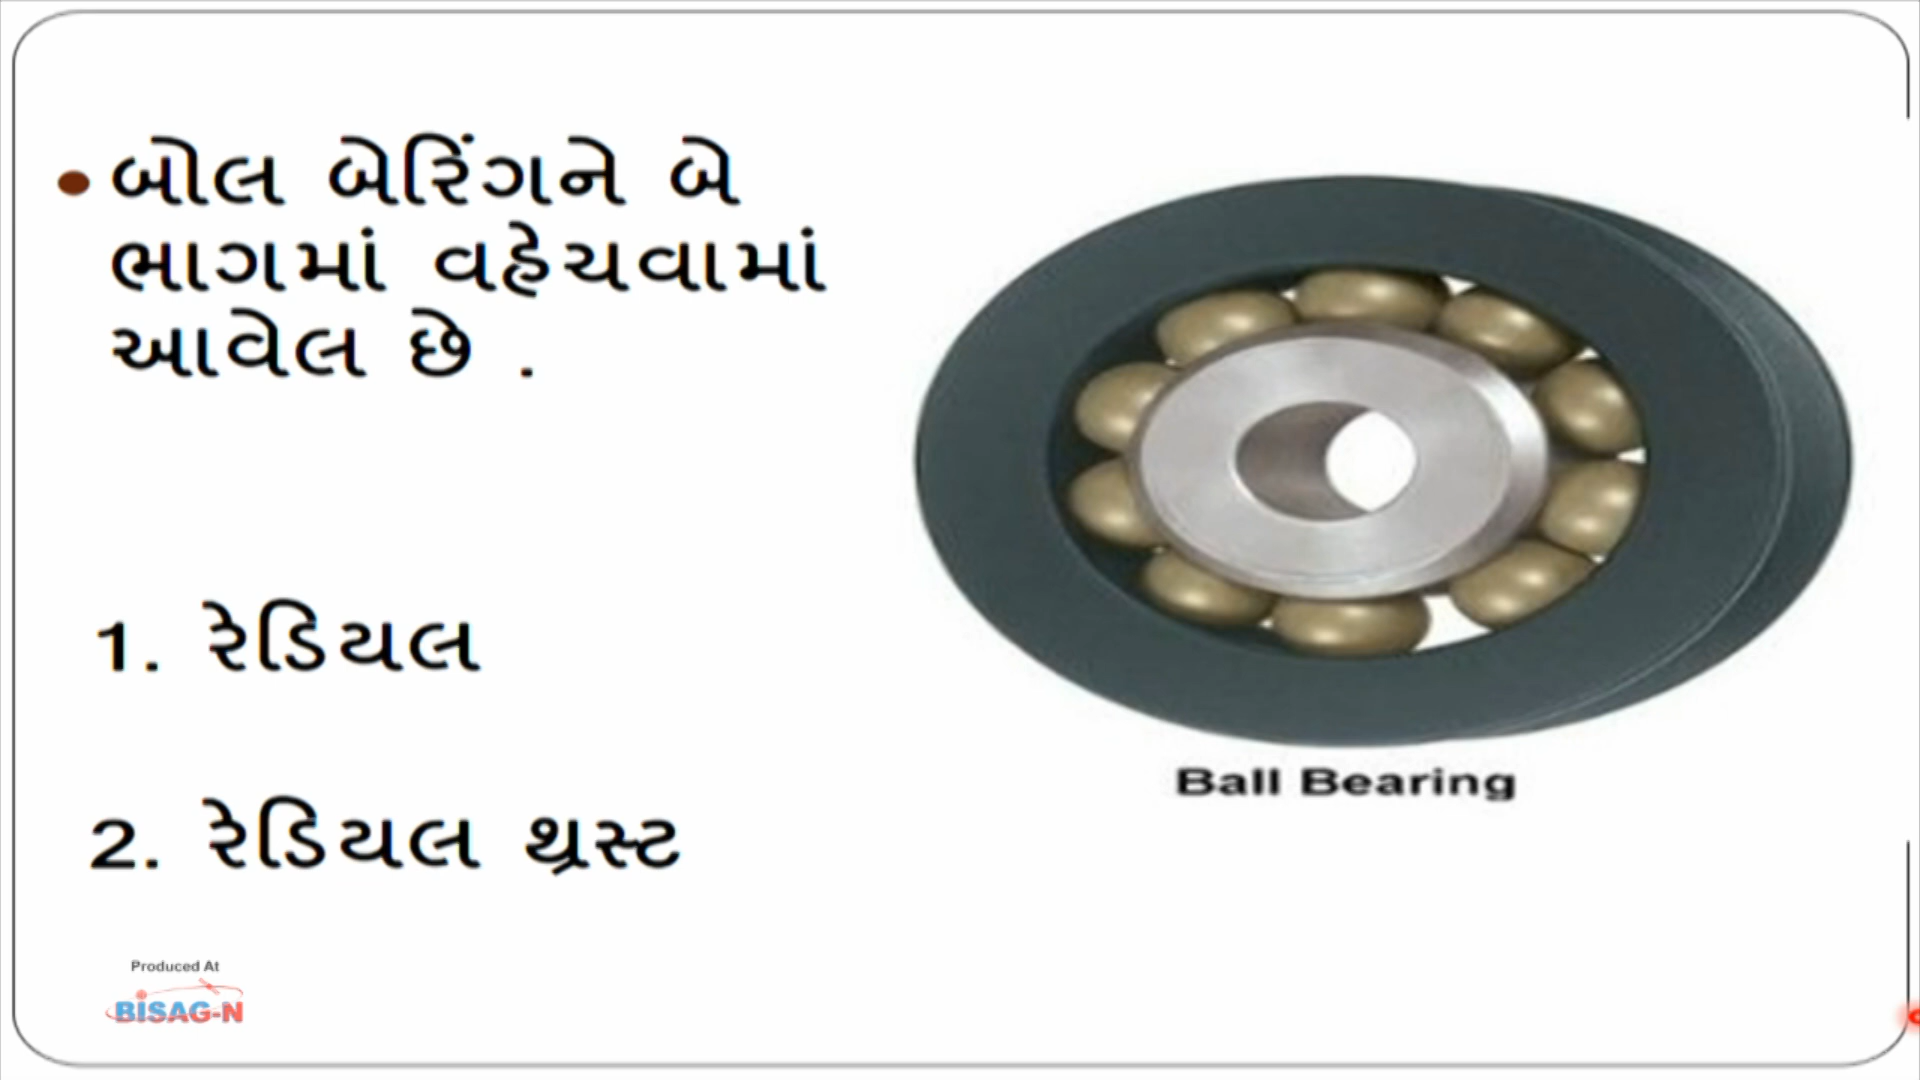 • બોલ બેરિંગને બે
ભાગમાં વહેચવામાં
આવેલ છે .
1. રેડિયલ
2. રેડિયલ થ્રસ્ટ
Ball Bearing
Produced At
BISAG-N